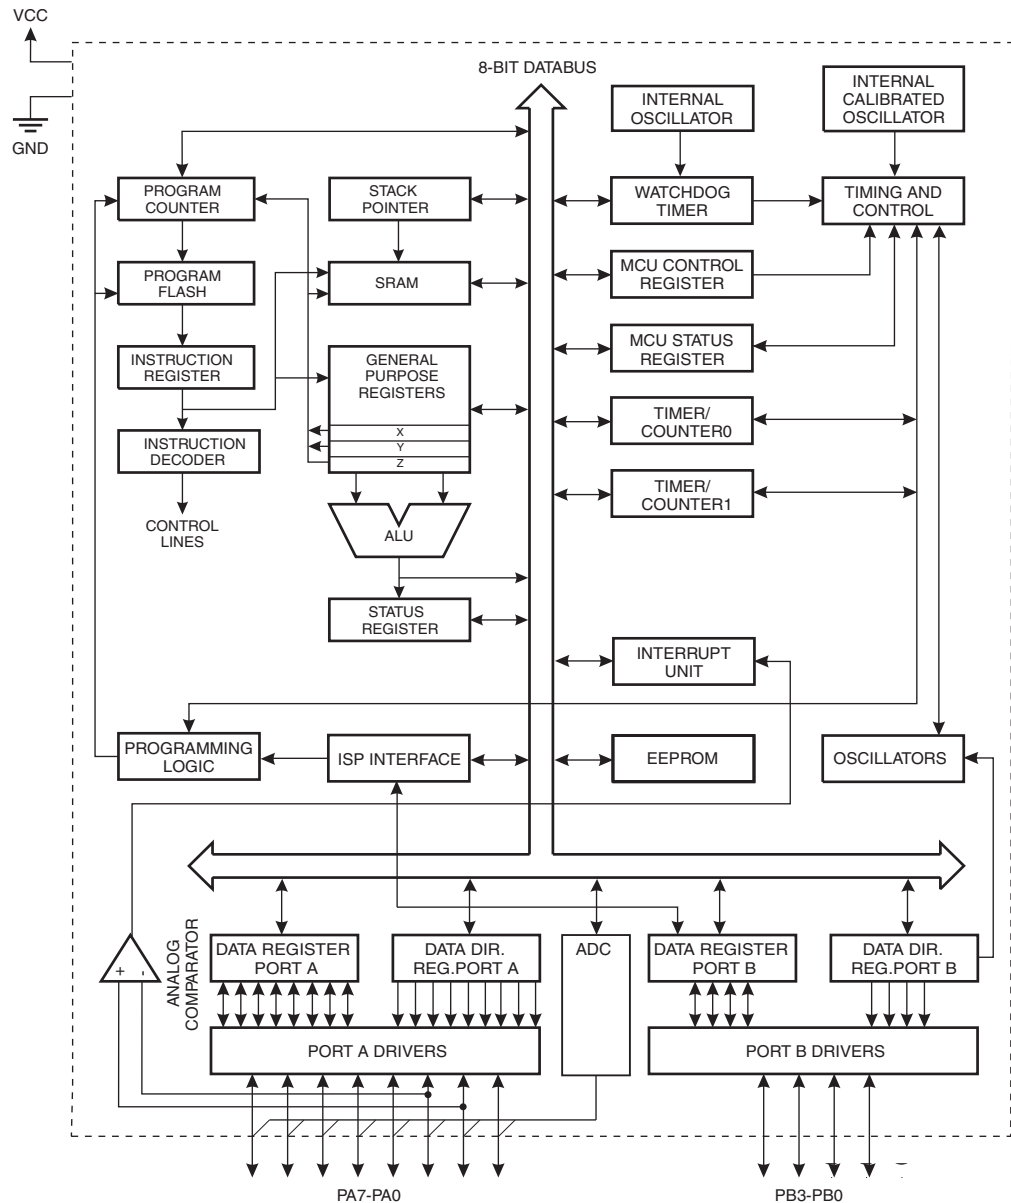 VCC
GND
8-BIT DATABUS
INTERNAL
OSCILLATOR
INTERNAL
CALIBRATED
OSCILLATOR
PROGRAM
COUNTER
STACK
POINTER
WATCHDOG
TIMER
TIMING AND
CONTROL
PROGRAM
FLASH
SRAM
MCU CONTROL
REGISTER
INSTRUCTION
REGISTER
GENERAL
PURPOSE
REGISTERS
X
Y
Z
MCU STATUS
REGISTER
INSTRUCTION
DECODER
TIMER/
COUNTER0
CONTROL
LINES
ALU
TIMER/
COUNTER1
STATUS
REGISTER
INTERRUPT
UNIT
PROGRAMMING
LOGIC
ISP INTERFACE
EEPROM
OSCILLATORS
+
-
ANALOG
COMPARATOR
DATA REGISTER
PORT A
DATA DIR.
REG.PORT A
ADC
DATA REGISTER
PORT B
DATA DIR.
REG.PORT B
PORT A DRIVERS
PORT B DRIVERS
PA7-PA0
PB3-PB0